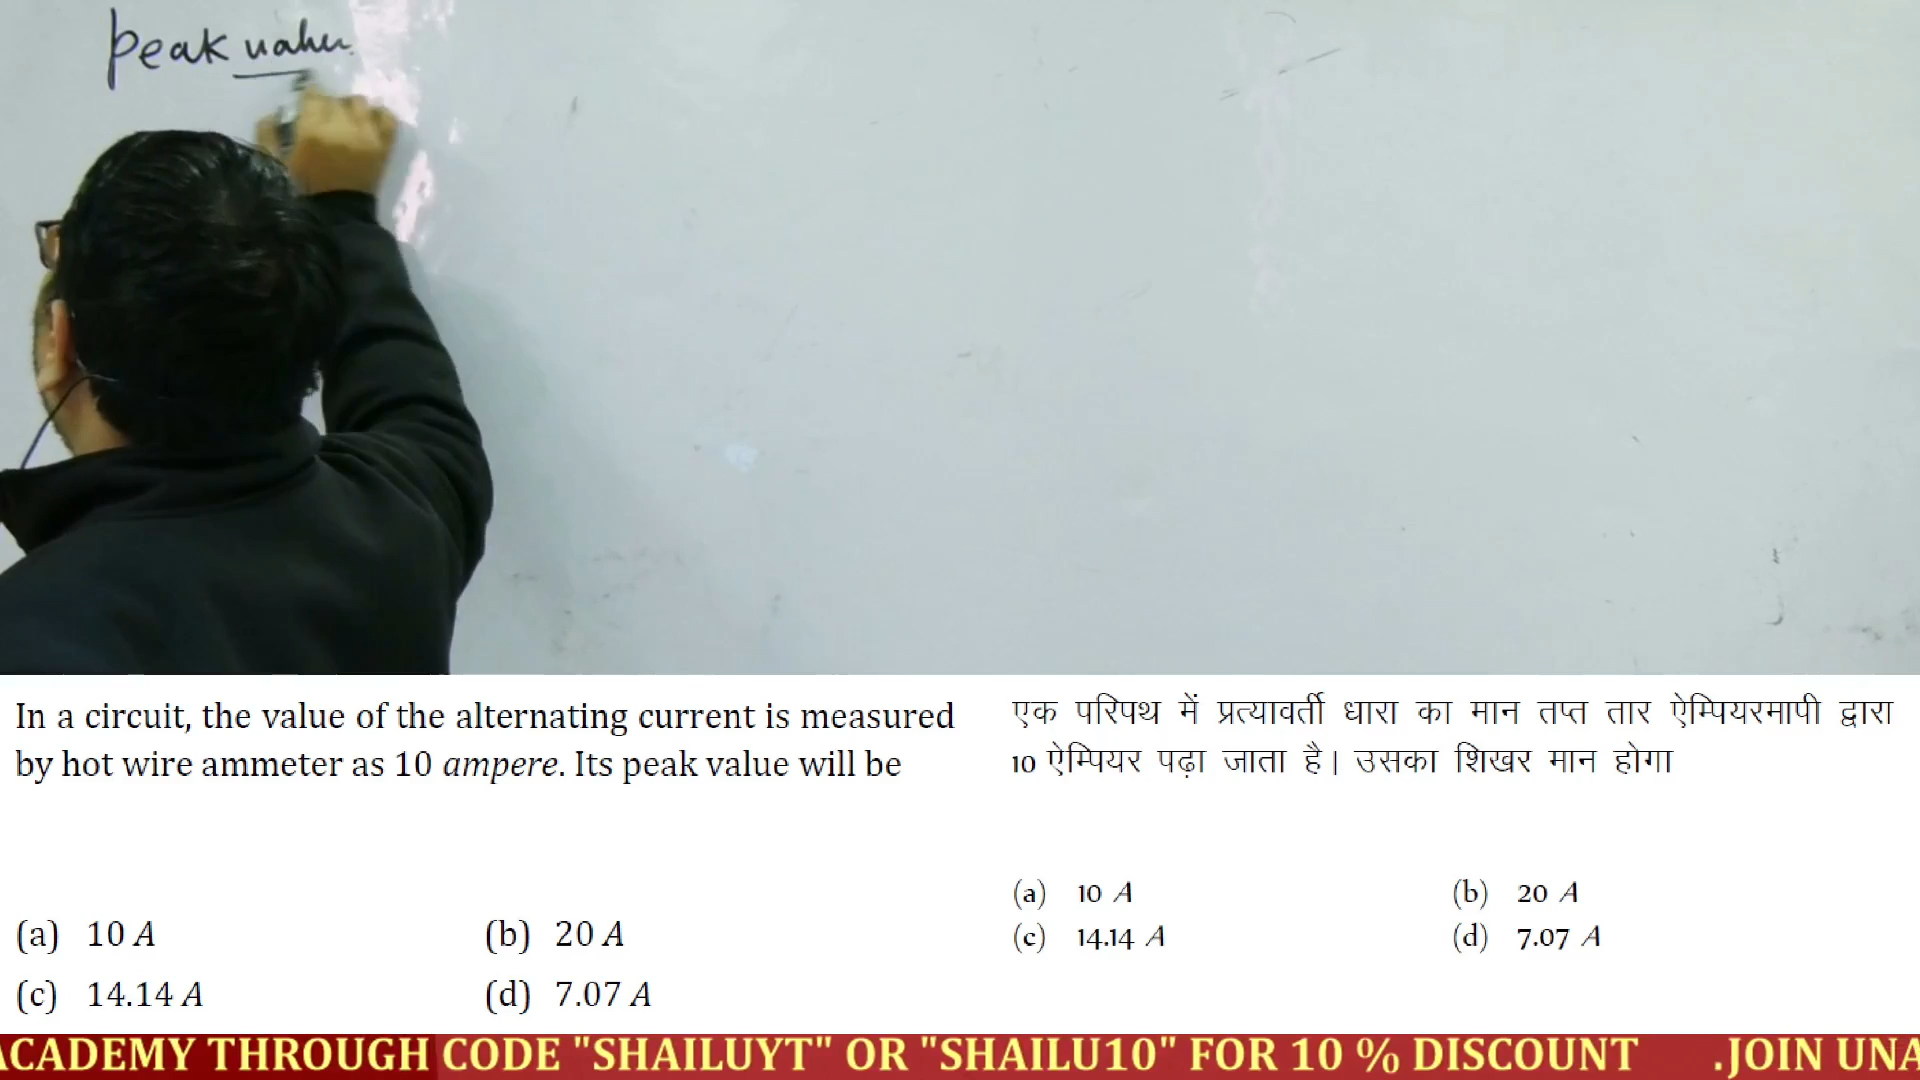 Peak value
In a circuit, the value of the alternating current is measured
by hot wire ammeter as 10 ampere. Its peak value will be
(a) 10 A (b) 20 A
(c) 14.14 A (d) 7.07 A
एक परिपथ में प्रत्यावर्ती धारा का मान तप्त तार ऐम्पियरमापी द्वारा
10 ऐम्पियर पढ़ा जाता है। उसका शिखर मान होगा
(a) 10 A (b) 20 A
(c) 14.14 A (d) 7.07 A
ACADEMY THROUGH CODE "SHAILUYT" OR "SHAILU10" FOR 10 % DISCOUNT .JOIN UNA